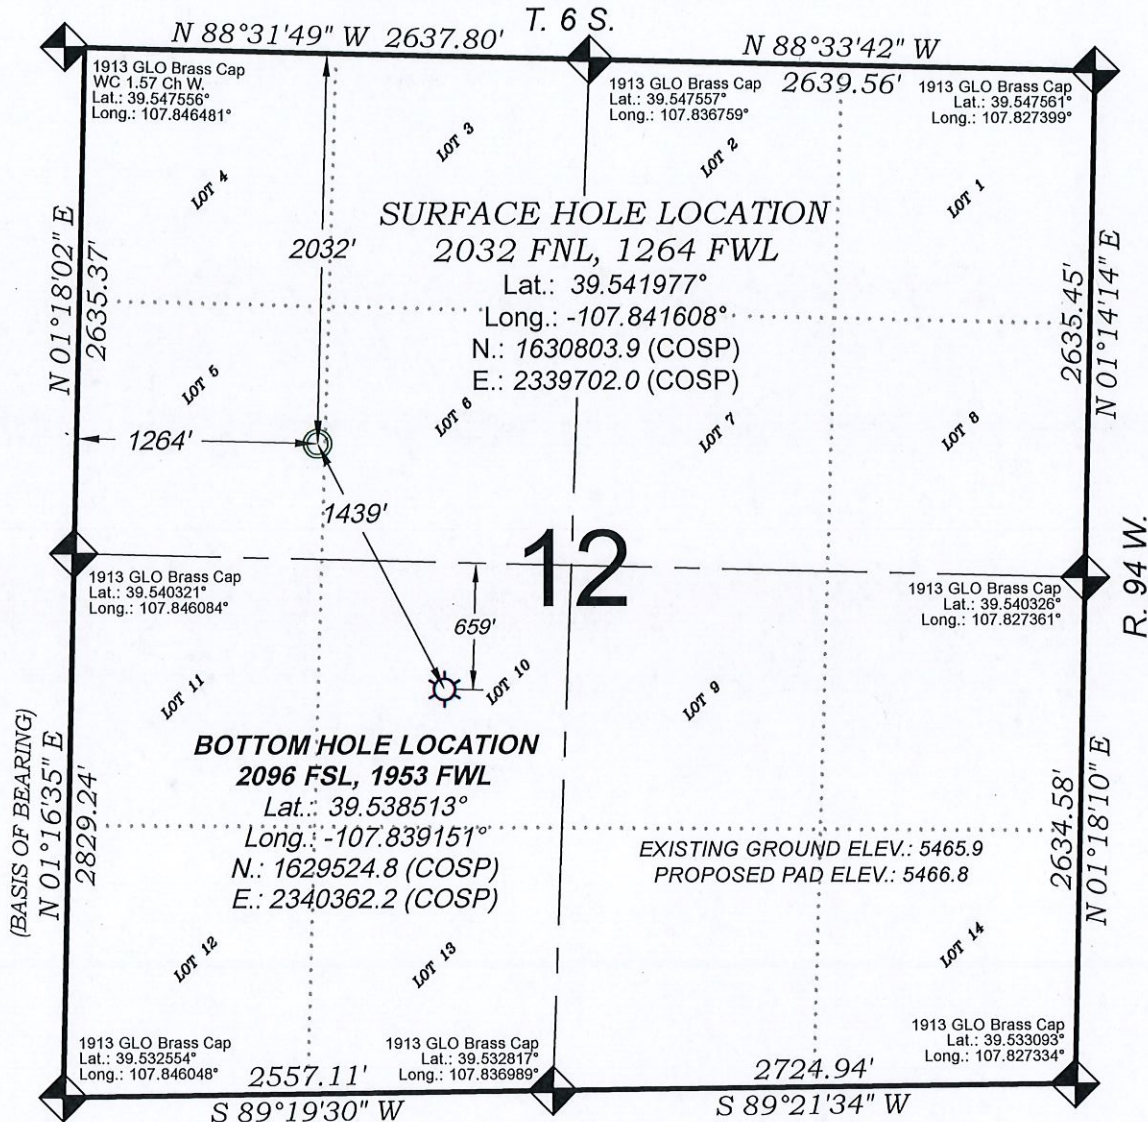 T. 6 S.
N 88°31'49" W 2637.80'
N 88°33'42" W
2639.56'
1913 GLO Brass Cap
WC 1.57 Ch W.
Lat.: 39.547556°
Long.: 107.846481°
1913 GLO Brass Cap
Lat.: 39.547557°
Long.: 107.836759°
1913 GLO Brass Cap
Lat.: 39.547561°
Long.: 107.827399°
LOT 4
LOT 3
LOT 2
LOT 1
N 01°18'02" E
2635.37'
2032'
SURFACE HOLE LOCATION
2032 FNL, 1264 FWL
Lat.: 39.541977°
Long.: -107.841608°
N.: 1630803.9 (COSP)
E.: 2339702.0 (COSP)
2635.45'
N 01°14'14" E
LOT 5
LOT 6
LOT 7
LOT 8
1264'
1439'
12
R. 94 W.
1913 GLO Brass Cap
Lat.: 39.540321°
Long.: 107.846084°
659'
1913 GLO Brass Cap
Lat.: 39.540326°
Long.: 107.827361°
LOT 11
LOT 10
LOT 9
(BASIS OF BEARING)
N 01°16'35" E
2829.24'
BOTTOM HOLE LOCATION
2096 FSL, 1953 FWL
Lat.: 39.538513°
Long.: -107.839151°
N.: 1629524.8 (COSP)
E.: 2340362.2 (COSP)
EXISTING GROUND ELEV.: 5465.9
PROPOSED PAD ELEV.: 5466.8
2634.58'
N 01°18'10" E
LOT 12
LOT 13
LOT 14
1913 GLO Brass Cap
Lat.: 39.532554°
Long.: 107.846048°
1913 GLO Brass Cap
Lat.: 39.532817°
Long.: 107.836989°
1913 GLO Brass Cap
Lat.: 39.533093°
Long.: 107.827334°
2557.11'
S 89°19'30" W
2724.94'
S 89°21'34" W